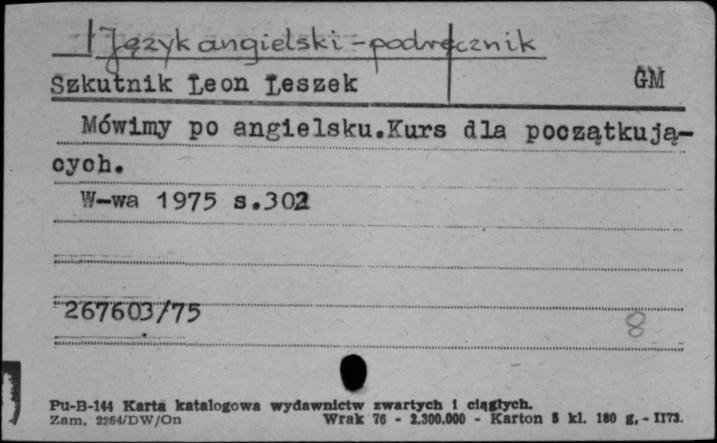 Język angielski - podręcznik
Szkutnik Leon Leszek GM
Mówimy po angielsku.Kurs dla początkują-
cych.
W-wa 1975 s.302
267603/75
8
Pu-B-144 Karta katalogowa wydawnictw zwartych i ciągłych.
Zam. 2264/DW/On Wrak 76 - 2.300.000 - Karton 5 kl. 180 g. - II73.